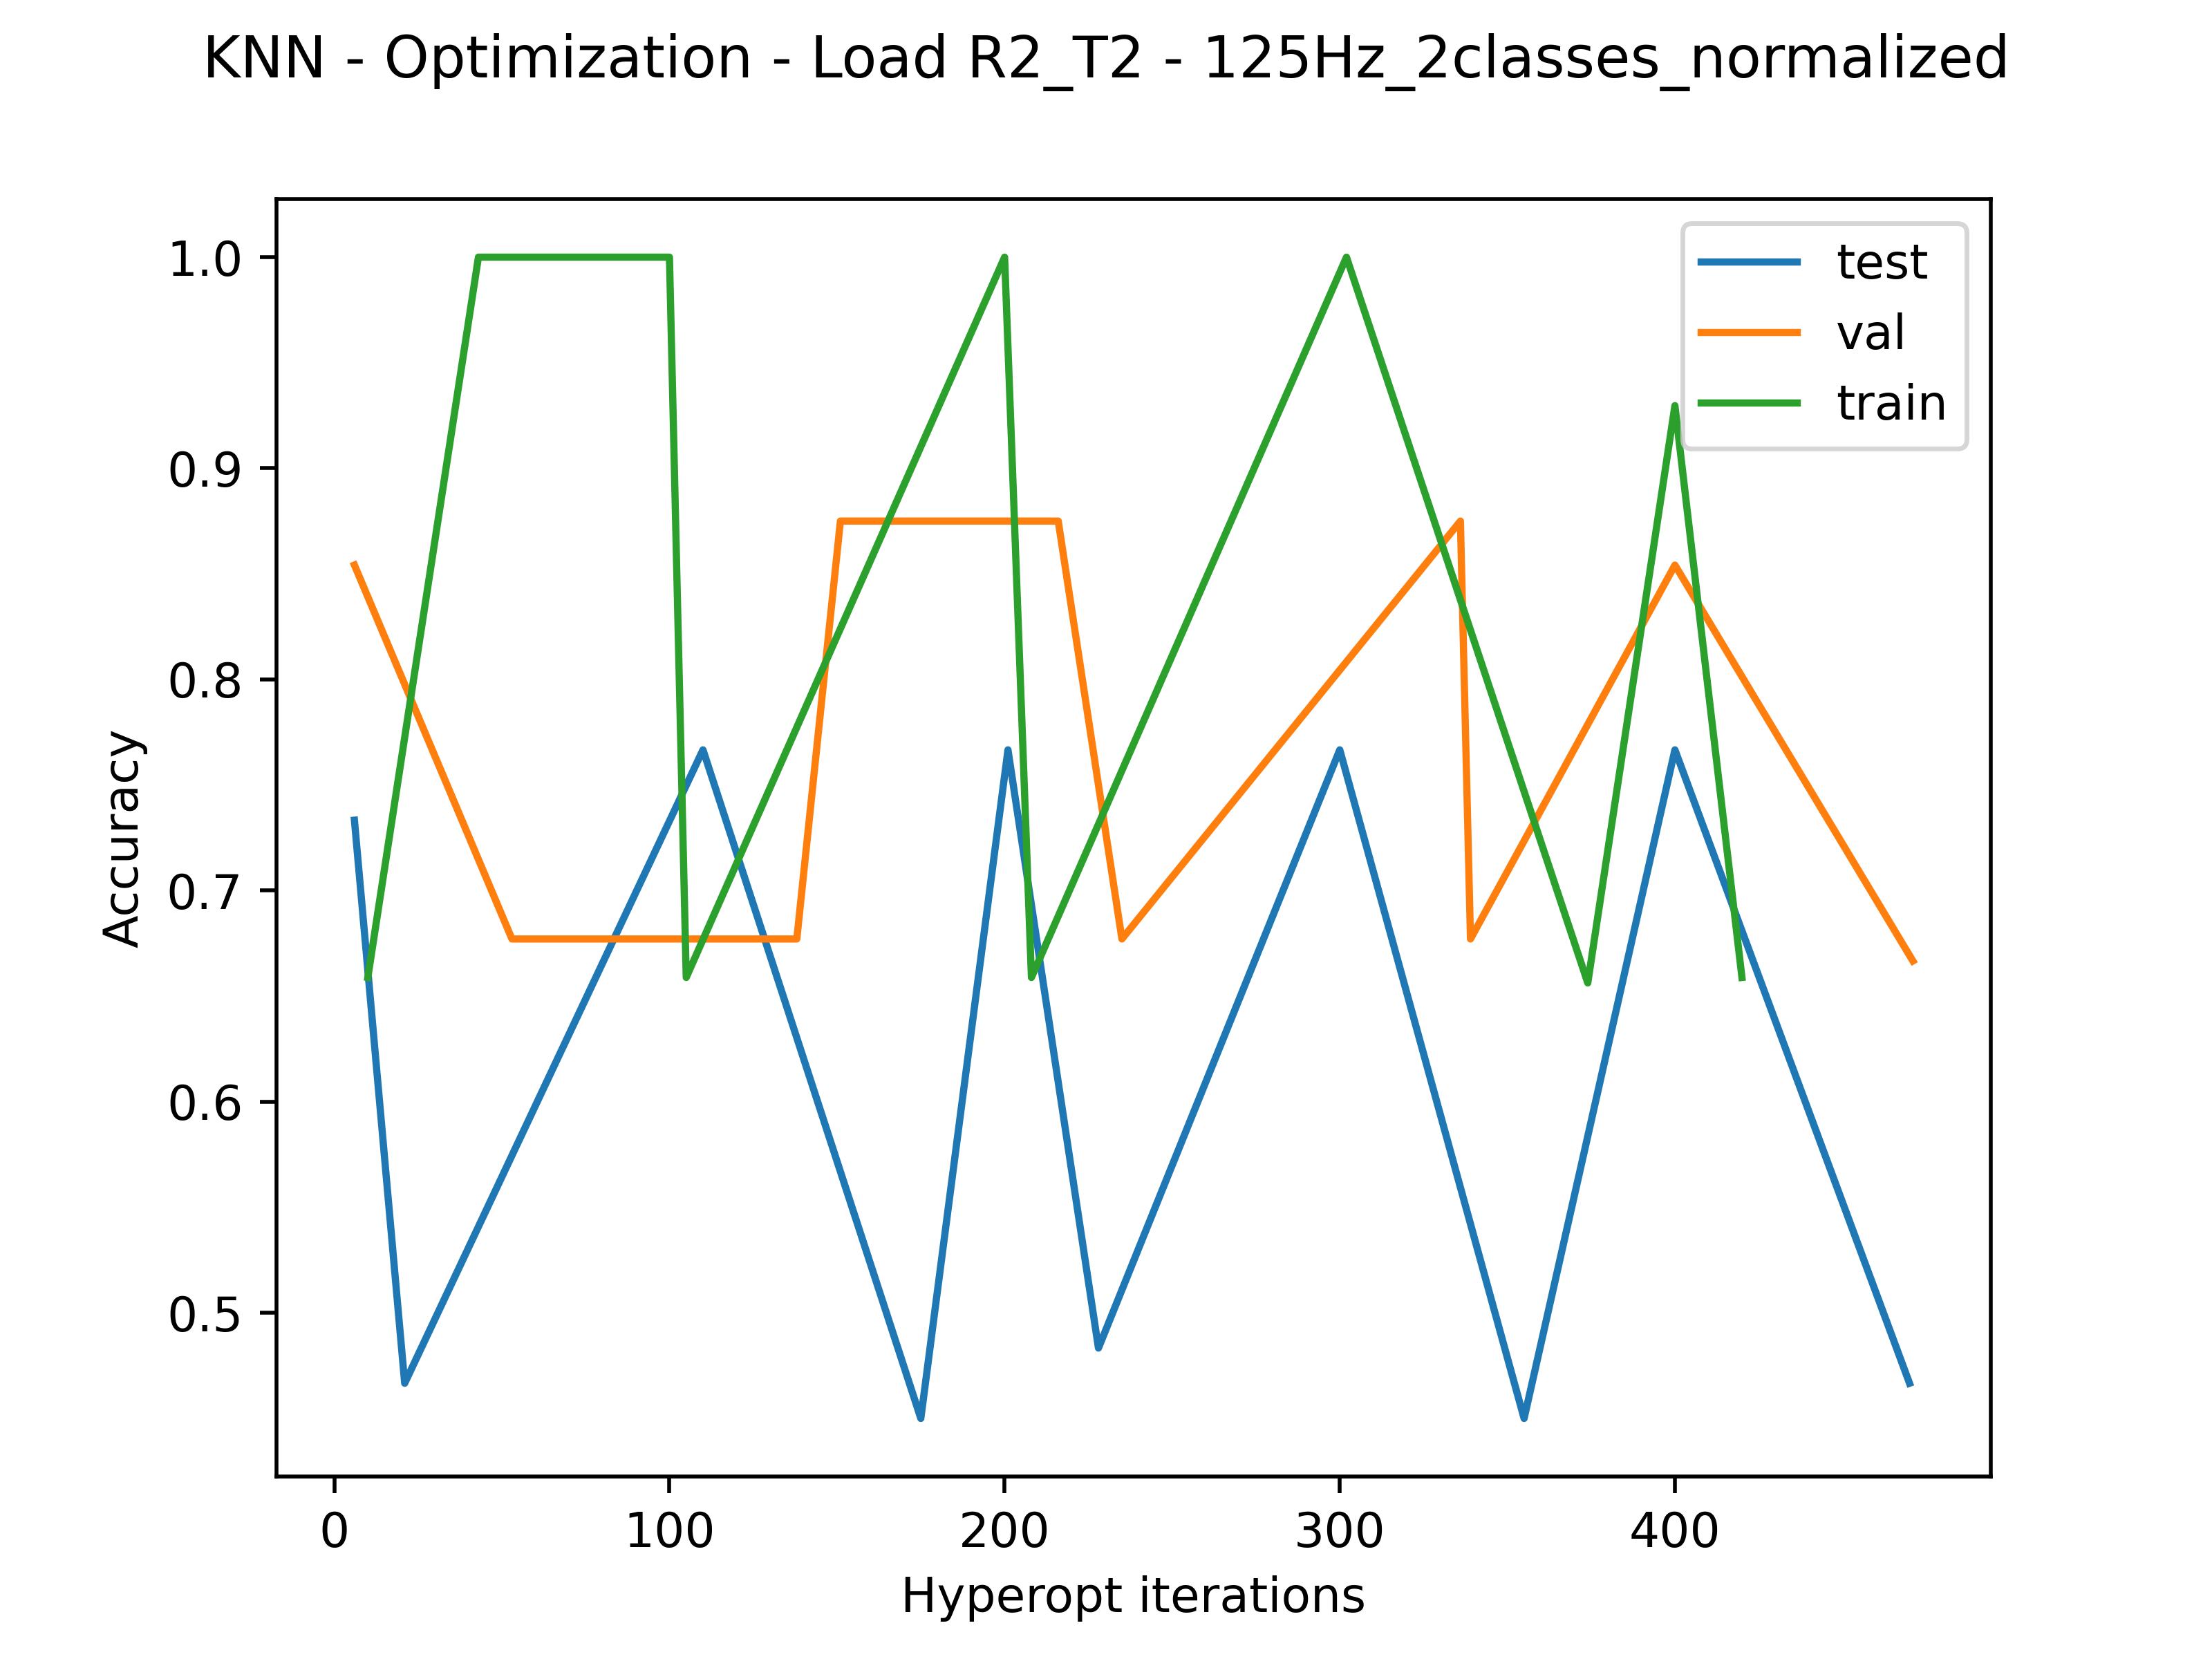 KNN - Optimization - Load R2_T2 - 125Hz_2classes_normalized
test
val
train
1.0
0.9
0.8
0.7
0.6
0.5
Accuracy
0 100 200 300 400
Hyperopt iterations